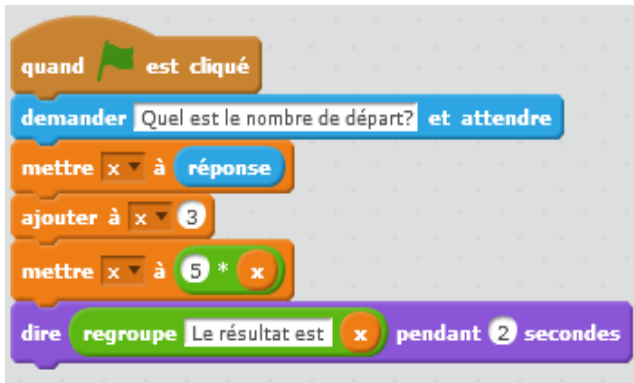 quand est cliqué
demander Quel est le nombre de départ? et attendre
mettre x à réponse
ajouter à x 3
mettre x à 5 * x
dire regroupe Le résultat est x pendant 2 secondes